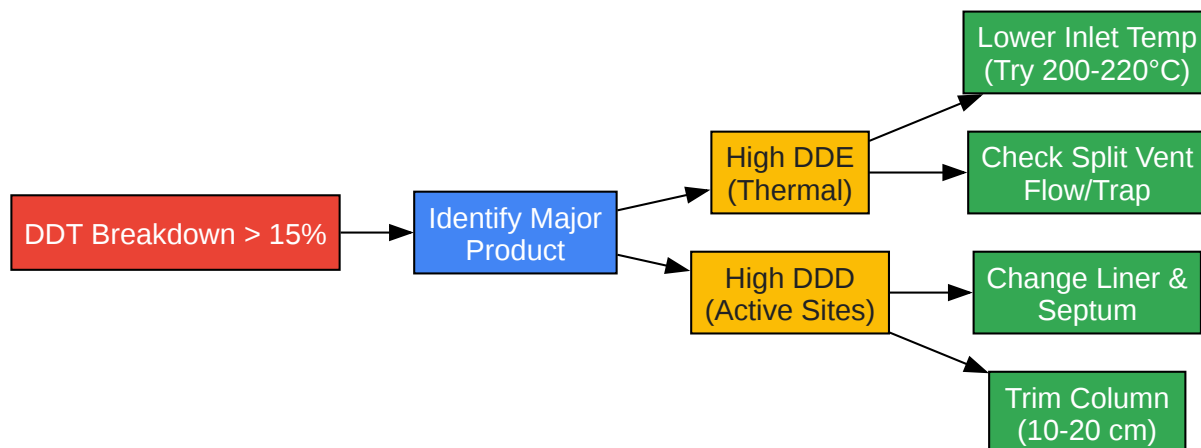 DDT Breakdown > 15%
Identify Major
Product
High DDE
(Thermal)
High DDD
(Active Sites)
Lower Inlet Temp
(Try 200-220°C)
Check Split Vent
Flow/Trap
Change Liner &
Septum
Trim Column
(10-20 cm)